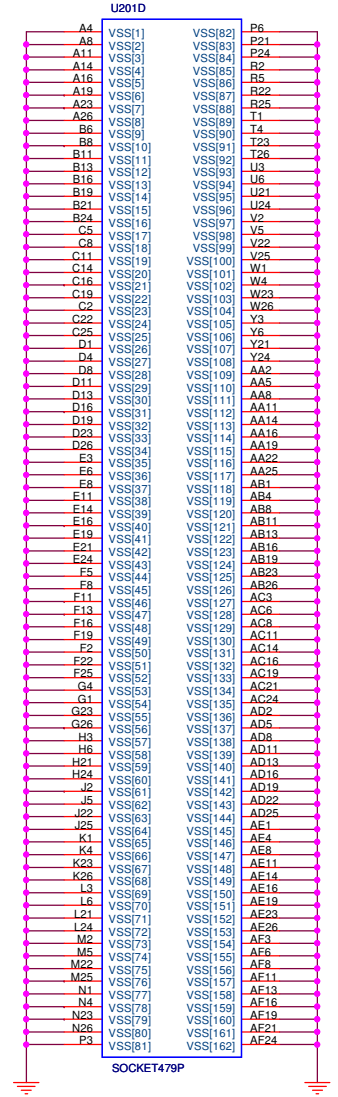 U201D
A4 VSS[1] VSS[82] P6
A8 VSS[2] VSS[83] P21
A11 VSS[3] VSS[84] P24
A14 VSS[4] VSS[85] R2
A16 VSS[5] VSS[86] R5
A19 VSS[6] VSS[87] R22
A23 VSS[7] VSS[88] R25
A26 VSS[8] VSS[89] T1
B6 VSS[9] VSS[90] T4
B8 VSS[10] VSS[91] T23
B11 VSS[11] VSS[92] T26
B13 VSS[12] VSS[93] U3
B16 VSS[13] VSS[94] U6
B19 VSS[14] VSS[95] U21
B21 VSS[15] VSS[96] U24
B24 VSS[16] VSS[97] V2
C5 VSS[17] VSS[98] V5
C8 VSS[18] VSS[99] V22
C11 VSS[19] VSS[100] V25
C14 VSS[20] VSS[101] W1
C16 VSS[21] VSS[102] W4
C19 VSS[22] VSS[103] W23
C2 VSS[23] VSS[104] W26
C22 VSS[24] VSS[105] Y3
C25 VSS[25] VSS[106] Y6
D1 VSS[26] VSS[107] Y21
D4 VSS[27] VSS[108] Y24
D8 VSS[28] VSS[109] AA2
D11 VSS[29] VSS[110] AA5
D13 VSS[30] VSS[111] AA8
D16 VSS[31] VSS[112] AA11
D19 VSS[32] VSS[113] AA14
D23 VSS[33] VSS[114] AA16
D26 VSS[34] VSS[115] AA19
E3 VSS[35] VSS[116] AA22
E6 VSS[36] VSS[117] AA25
E8 VSS[37] VSS[118] AB1
E11 VSS[38] VSS[119] AB4
E14 VSS[39] VSS[120] AB8
E16 VSS[40] VSS[121] AB11
E19 VSS[41] VSS[122] AB13
E21 VSS[42] VSS[123] AB16
E24 VSS[43] VSS[124] AB19
F5 VSS[44] VSS[125] AB23
F8 VSS[45] VSS[126] AB26
F11 VSS[46] VSS[127] AC3
F13 VSS[47] VSS[128] AC6
F16 VSS[48] VSS[129] AC8
F19 VSS[49] VSS[130] AC11
F2 VSS[50] VSS[131] AC14
F22 VSS[51] VSS[132] AC16
F25 VSS[52] VSS[133] AC19
G4 VSS[53] VSS[134] AC21
G1 VSS[54] VSS[135] AC24
G23 VSS[55] VSS[136] AD2
G26 VSS[56] VSS[137] AD5
H3 VSS[57] VSS[138] AD8
H6 VSS[58] VSS[139] AD11
H21 VSS[59] VSS[140] AD13
H24 VSS[60] VSS[141] AD16
J2 VSS[61] VSS[142] AD19
J5 VSS[62] VSS[143] AD22
J22 VSS[63] VSS[144] AD25
J25 VSS[64] VSS[145] AE1
K1 VSS[65] VSS[146] AE4
K4 VSS[66] VSS[147] AE8
K23 VSS[67] VSS[148] AE11
K26 VSS[68] VSS[149] AE14
L3 VSS[69] VSS[150] AE16
L6 VSS[70] VSS[151] AE19
L21 VSS[71] VSS[152] AE23
L24 VSS[72] VSS[153] AE26
M2 VSS[73] VSS[154] AF3
M5 VSS[74] VSS[155] AF6
M22 VSS[75] VSS[156] AF8
M25 VSS[76] VSS[157] AF11
N1 VSS[77] VSS[158] AF13
N4 VSS[78] VSS[159] AF16
N23 VSS[79] VSS[160] AF19
N26 VSS[80] VSS[161] AF21
P3 VSS[81] VSS[162] AF24
SOCKET479P